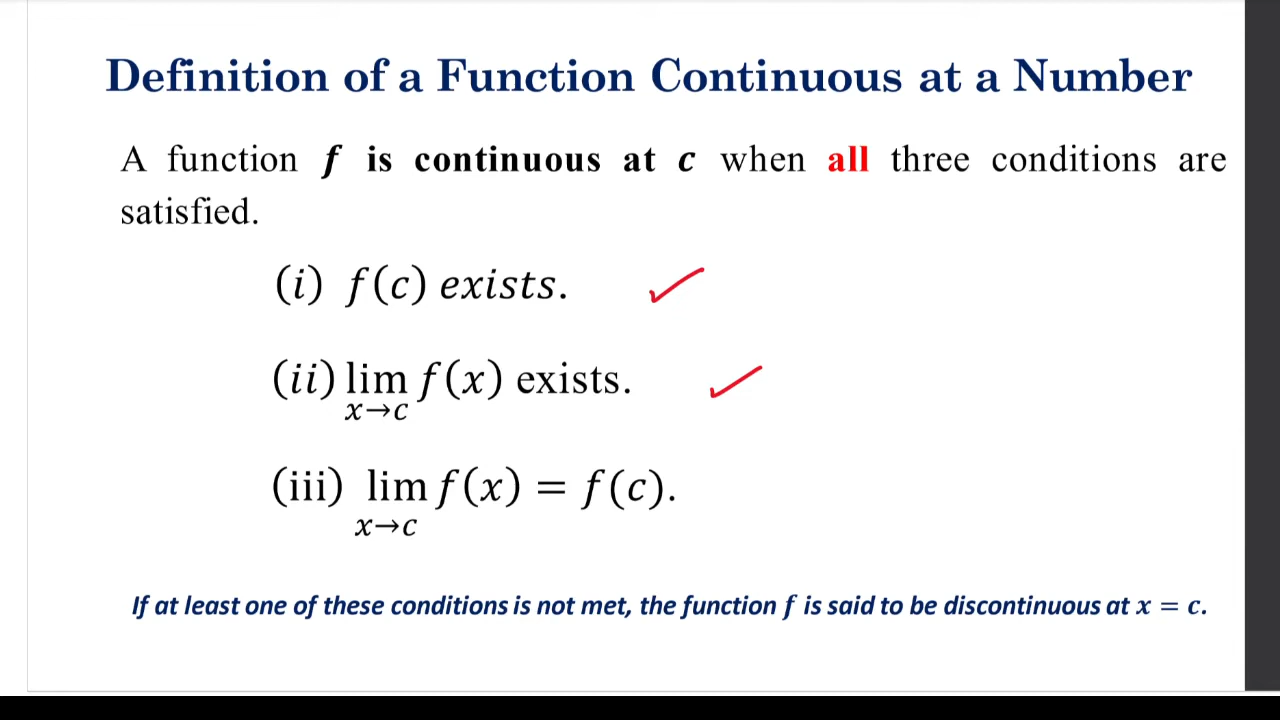 Definition of a Function Continuous at a Number
A function f is continuous at c when all three conditions are
satisfied.
(i) f(c) exists.
(ii) lim f(x) exists.
x→c
(iii) lim f(x) = f(c).
x→c
If at least one of these conditions is not met, the function f is said to be discontinuous at x = c.